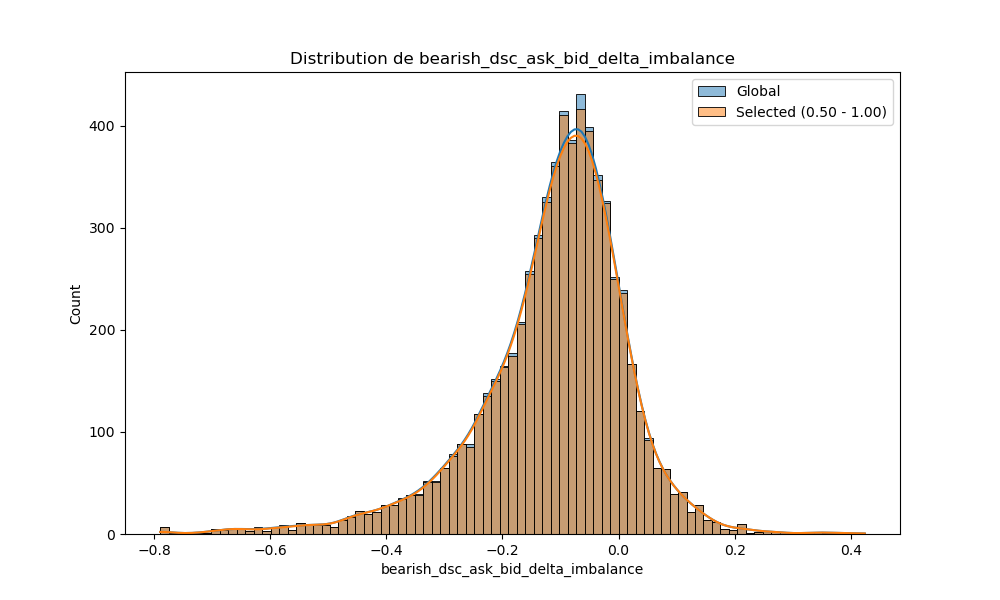 Distribution de bearish_dsc_ask_bid_delta_imbalance
Global
Selected (0.50 - 1.00)
400
300
200
100
0
Count
−0.8
−0.6
−0.4
−0.2
0.0
0.2
0.4
bearish_dsc_ask_bid_delta_imbalance